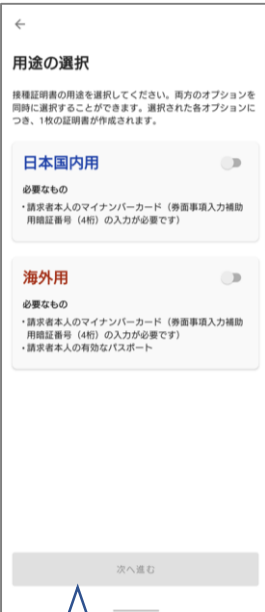 用途の選択
接種証明書の用途を選択してください。両方のオプションを
同時に選択することができます。選択された各オプションに
つき、1枚の証明書が作成されます。
日本国内用
必要なもの
・請求者本人のマイナンバーカード（券面事項入力補助
用暗証番号（4桁）の入力が必要です）
海外用
必要なもの
・請求者本人のマイナンバーカード（券面事項入力補助
用暗証番号（4桁）の入力が必要です）
・請求者本人の有効なパスポート
次へ進む